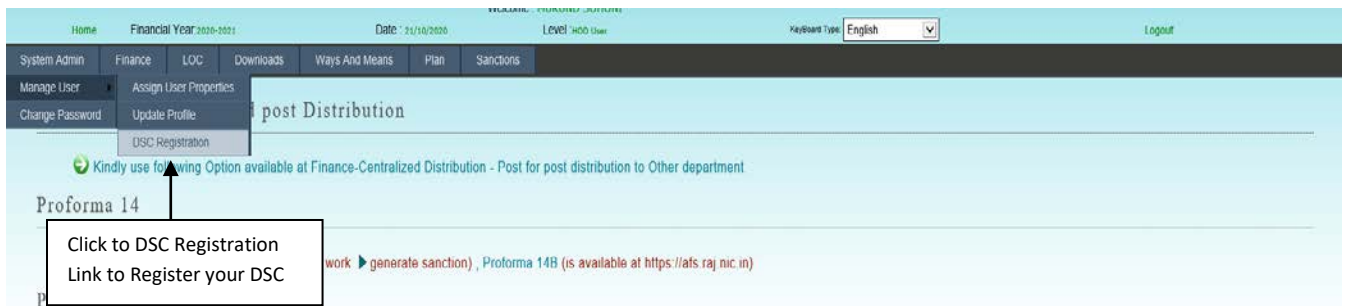 Welcome : MUKUND SURONI
Home Financial Year:2020-2021 Date : 21/10/2020 Level :HOD User KeyBoard Type: English Logout
System Admin Finance LOC Downloads Ways And Means Plan Sanctions
Manage User Assign User Properties
Change Password Update Profile post Distribution
DSC Registration
Kindly use following Option available at Finance-Centralized Distribution - Post for post distribution to Other department
Proforma 14
Click to DSC Registration
Link to Register your DSC
work generate sanction) , Proforma 14B (is available at https://afs.raj.nic.in)